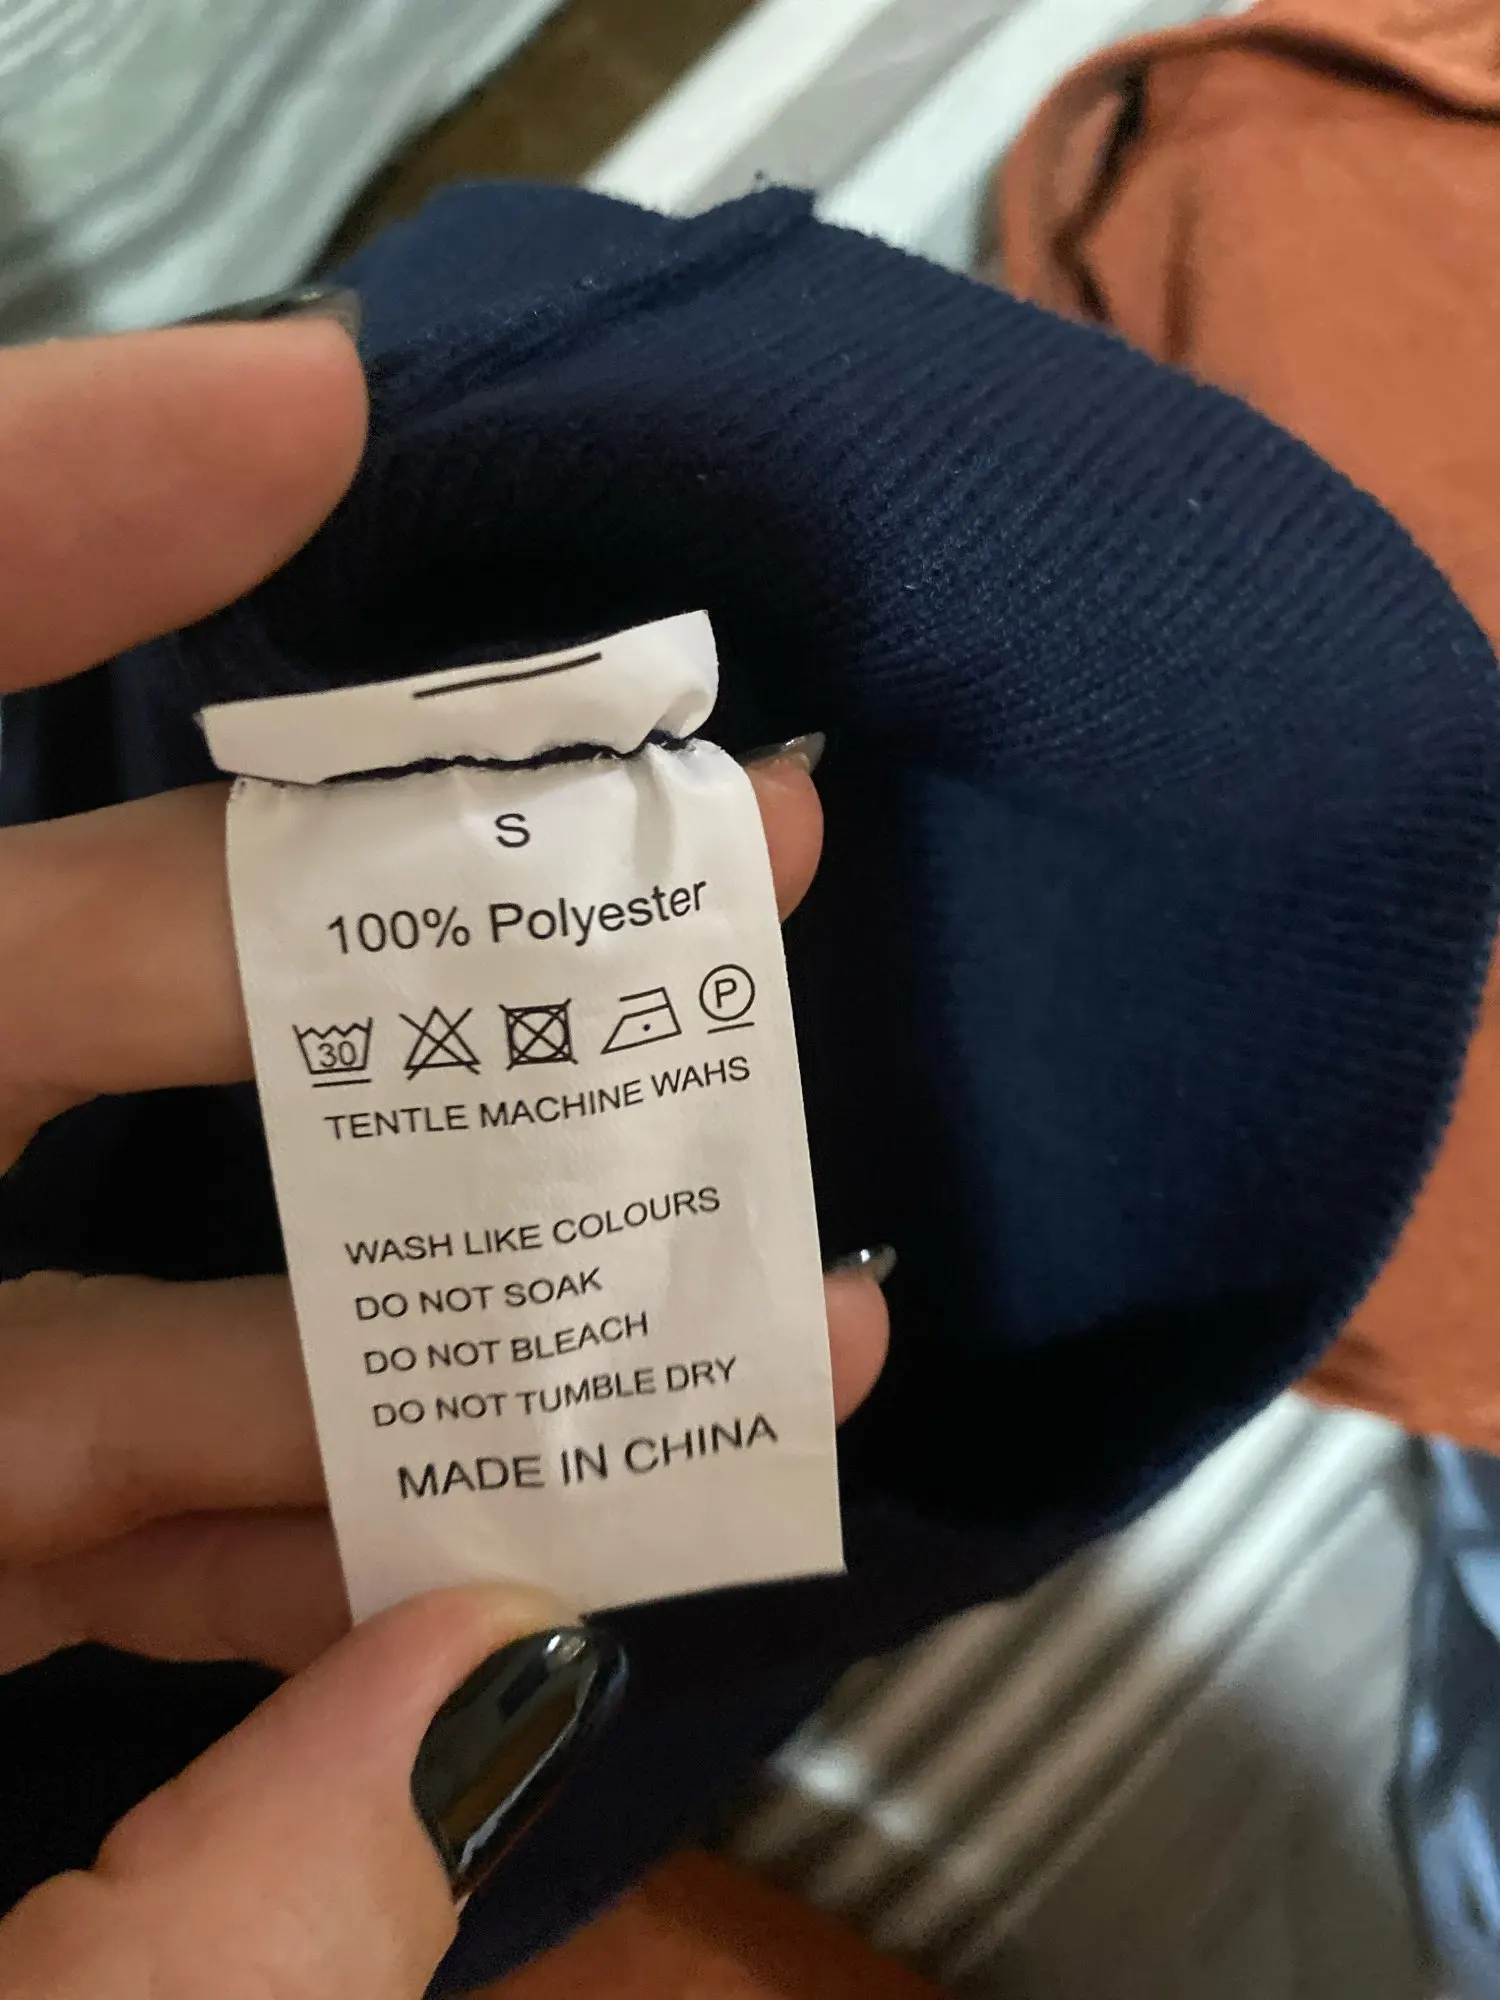 S
100% Polyester
30 P
TENTLE MACHINE WAHS
WASH LIKE COLOURS
DO NOT SOAK
DO NOT BLEACH
DO NOT TUMBLE DRY
MADE IN CHINA